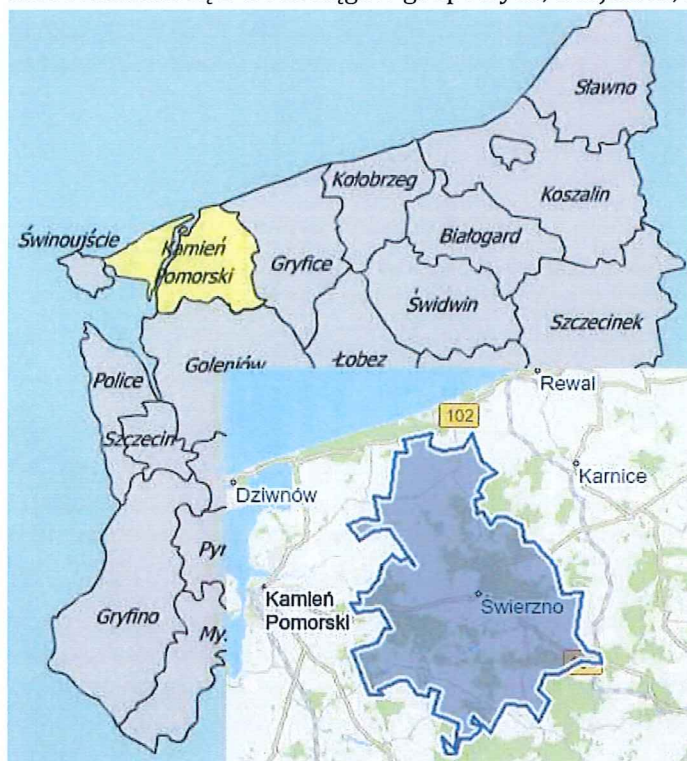 Sławno
Kołobrzeg
Koszalin
Świnoujście
Kamień
Pomorski
Gryfice
Białogard
Świdwin
Szczecinek
Goleniów
Łobez
Police
Rewal
102
Szczecin
Karnice
Dziwnów
Kamień
Pomorski
Świerzno
Gryfino